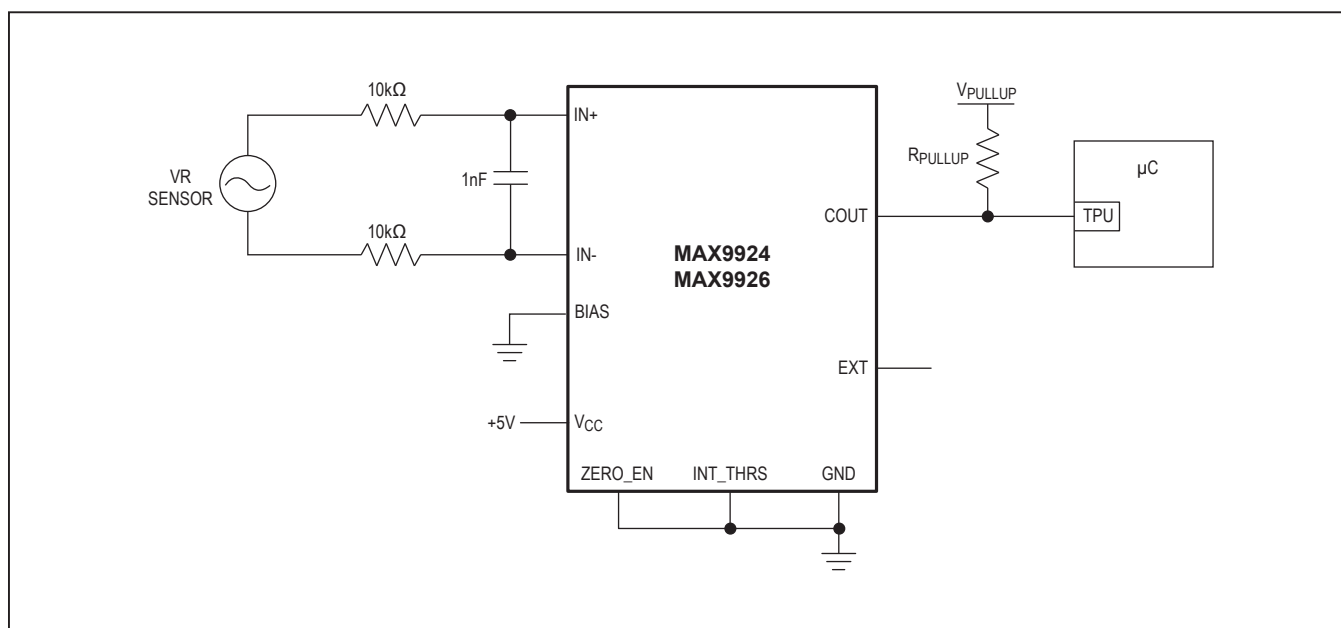 10kΩ
IN+
VR
SENSOR
1nF
10kΩ
IN-
BIAS
+5V
VCC
MAX9924
MAX9926
ZERO_EN
INT_THRS
GND
COUT
EXT
VPULLUP
RPULLUP
µC
TPU